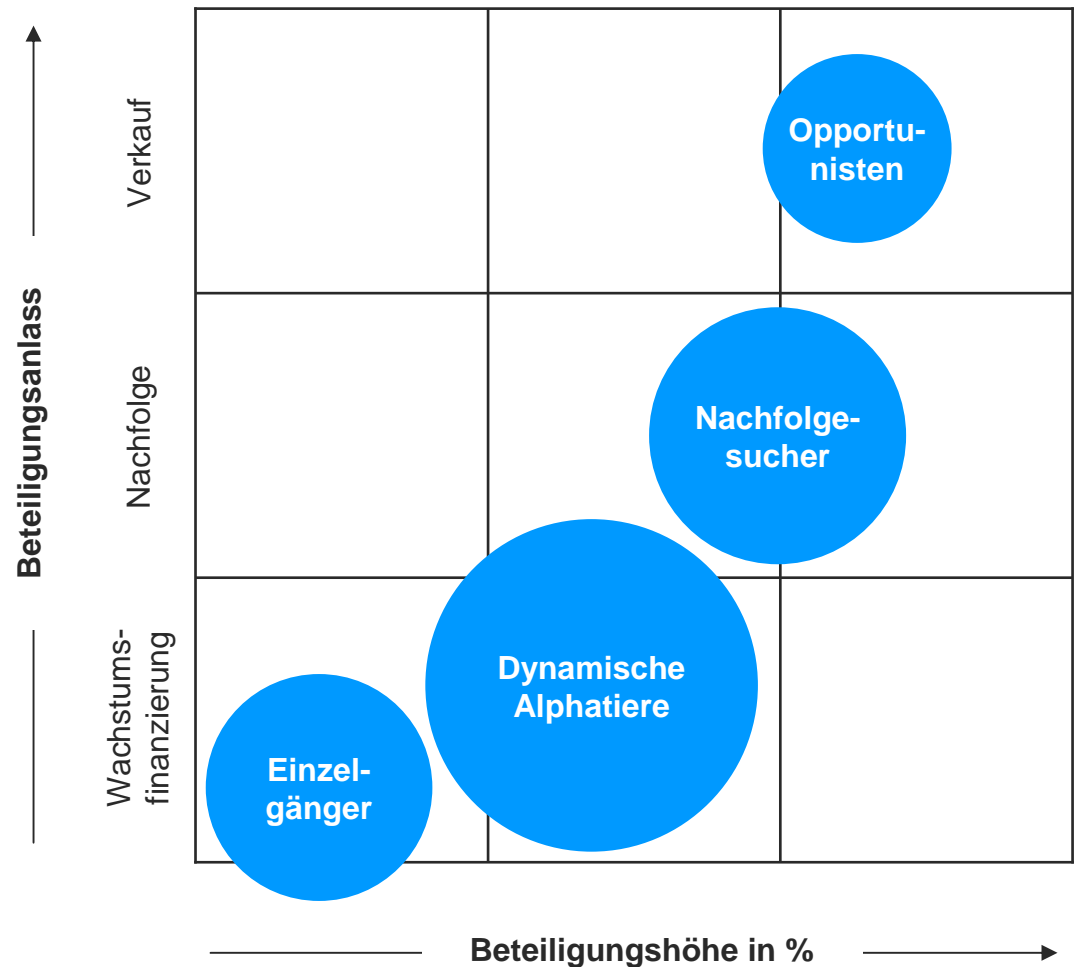 Beteiligungsanlass
Verkauf
Nachfolge
Wachstums-
finanzierung
Opportu-
nisten
Nachfolge-
sucher
Dynamische
Alphatiere
Einzel-
gänger
Beteiligungshöhe in %